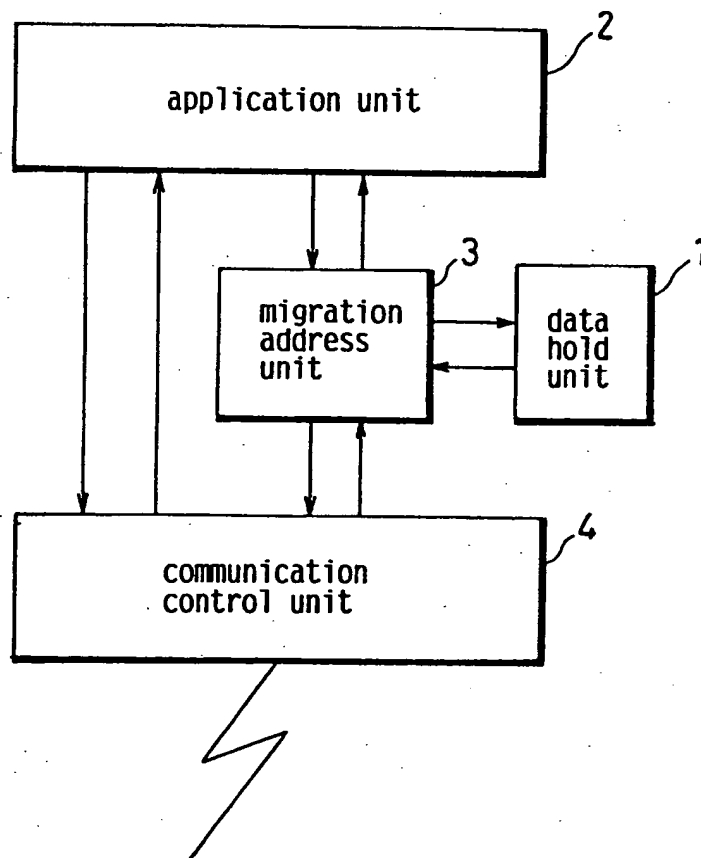 2
application unit
3
migration
address
unit
1
data
hold
unit
4
communication
control unit